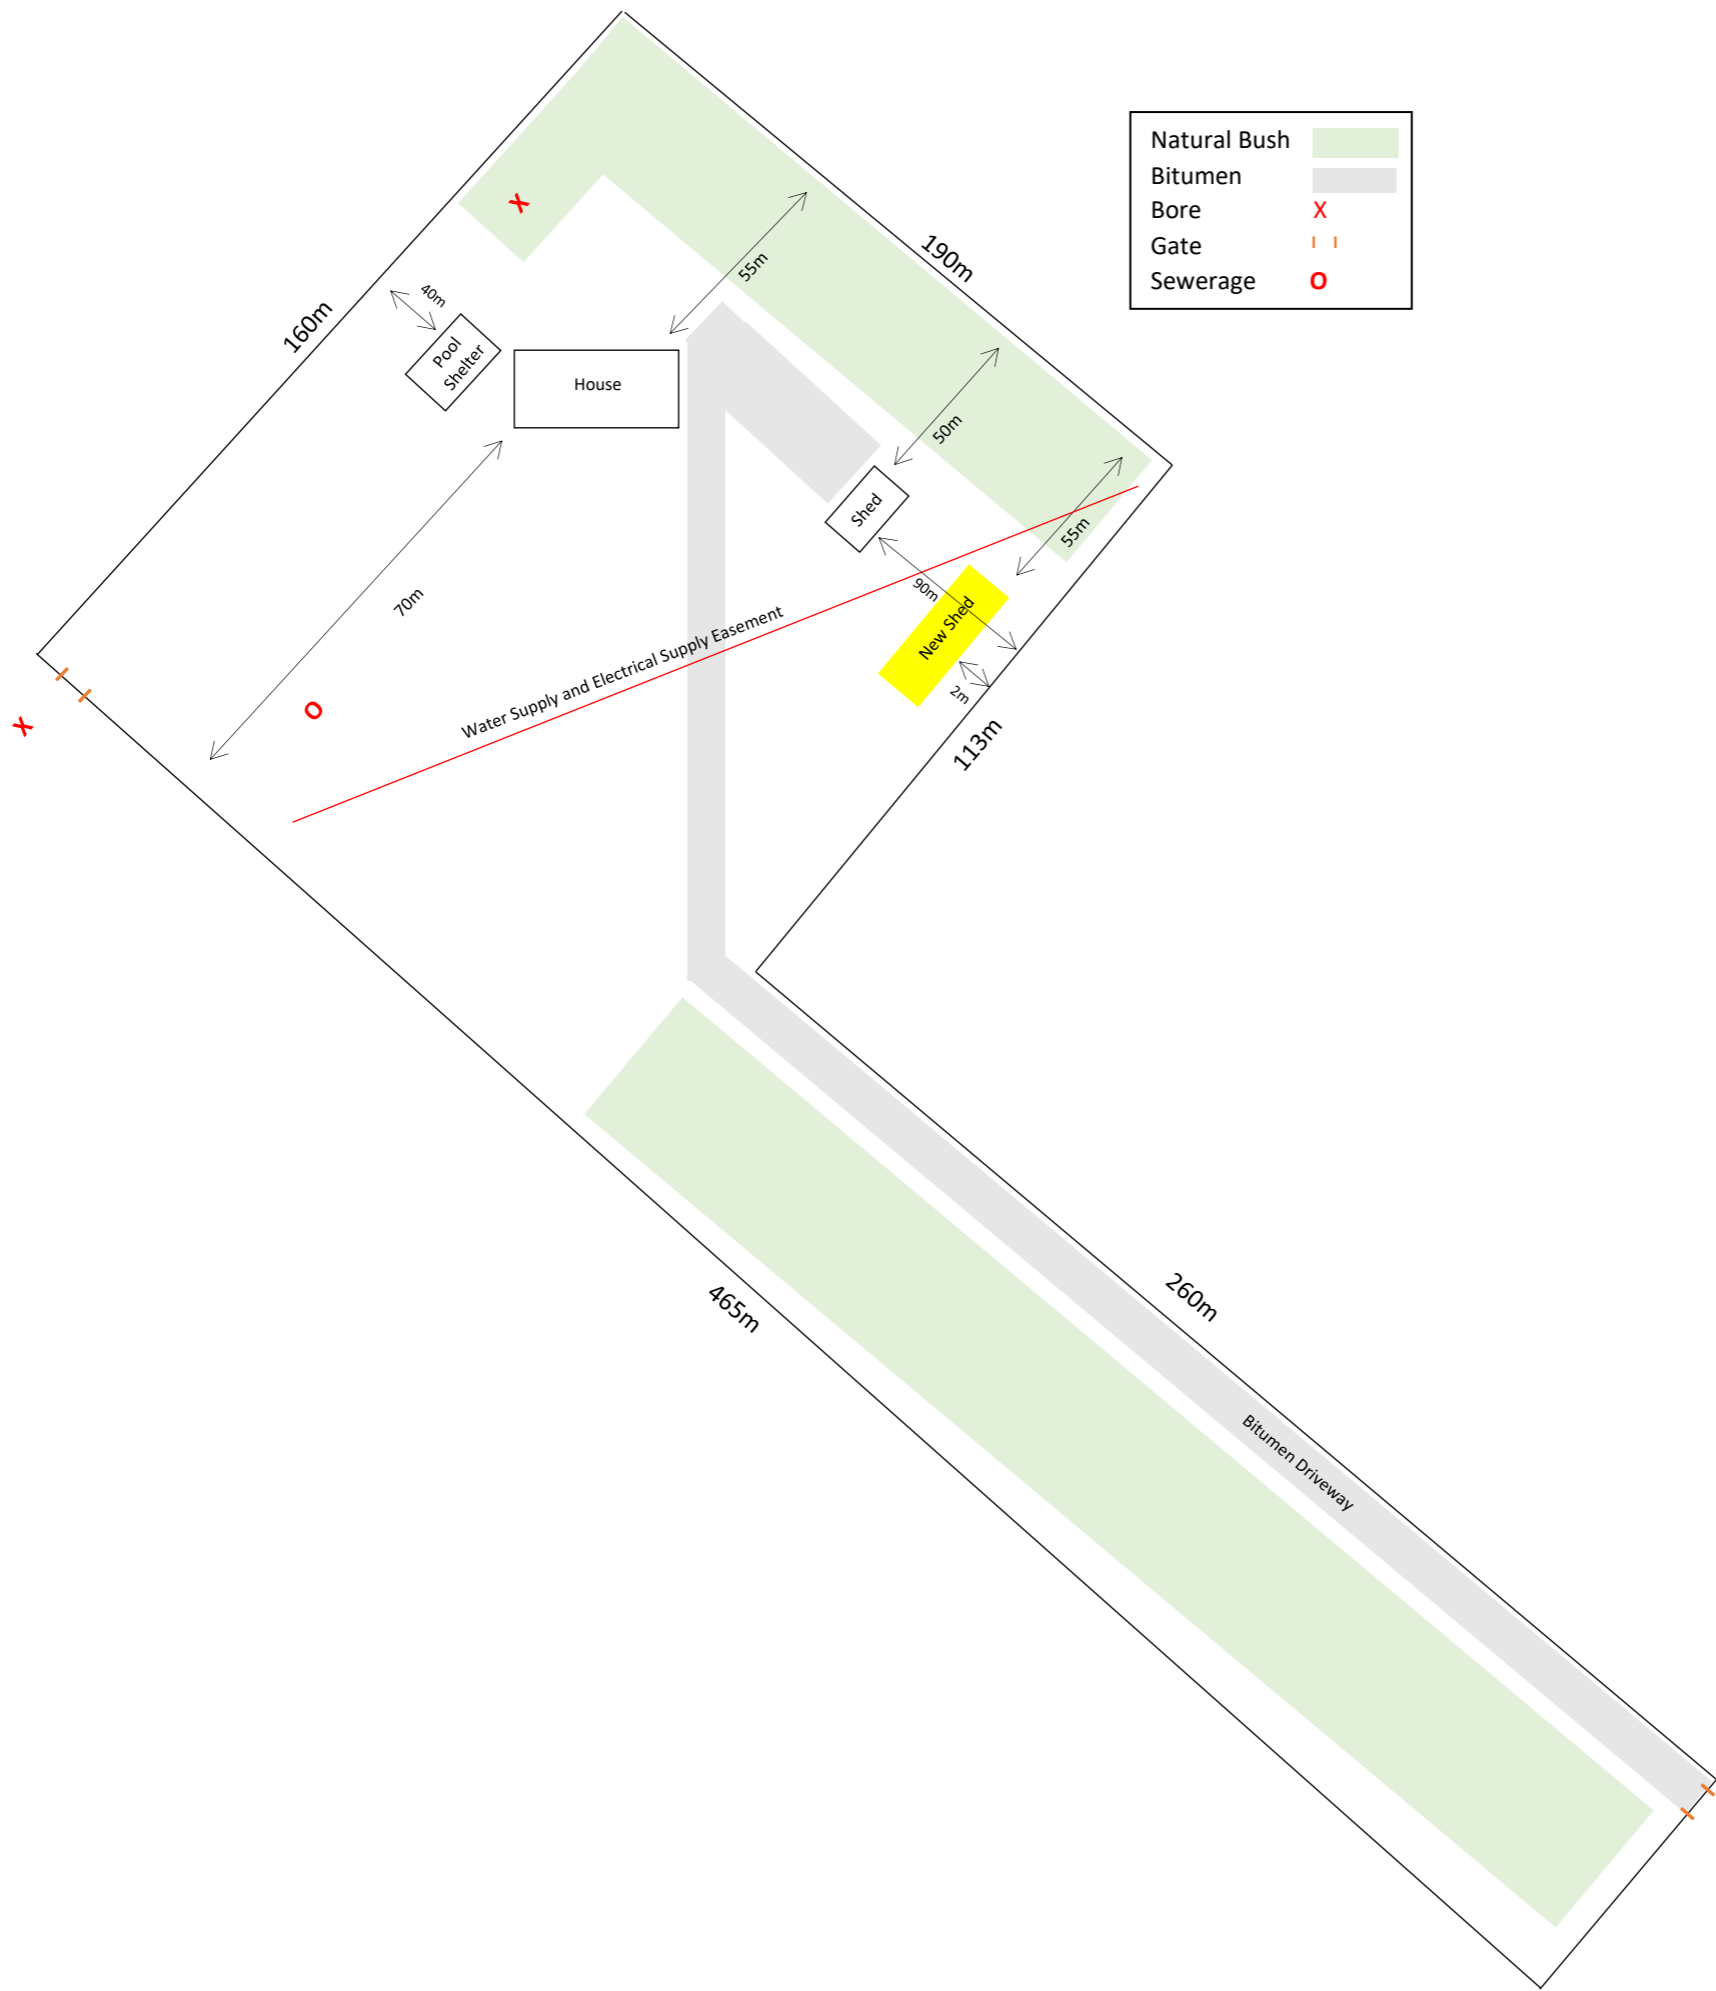 Natural Bush
Bitumen
Bore X
Gate
Sewerage O
X
190m
55m
40m
160m
Pool
Shelter
House
50m
Shed
55m
90m
New Shed
70m
Water Supply and Electrical Supply Easement
2m
O
X
113m
260m
465m
Bitumen Driveway